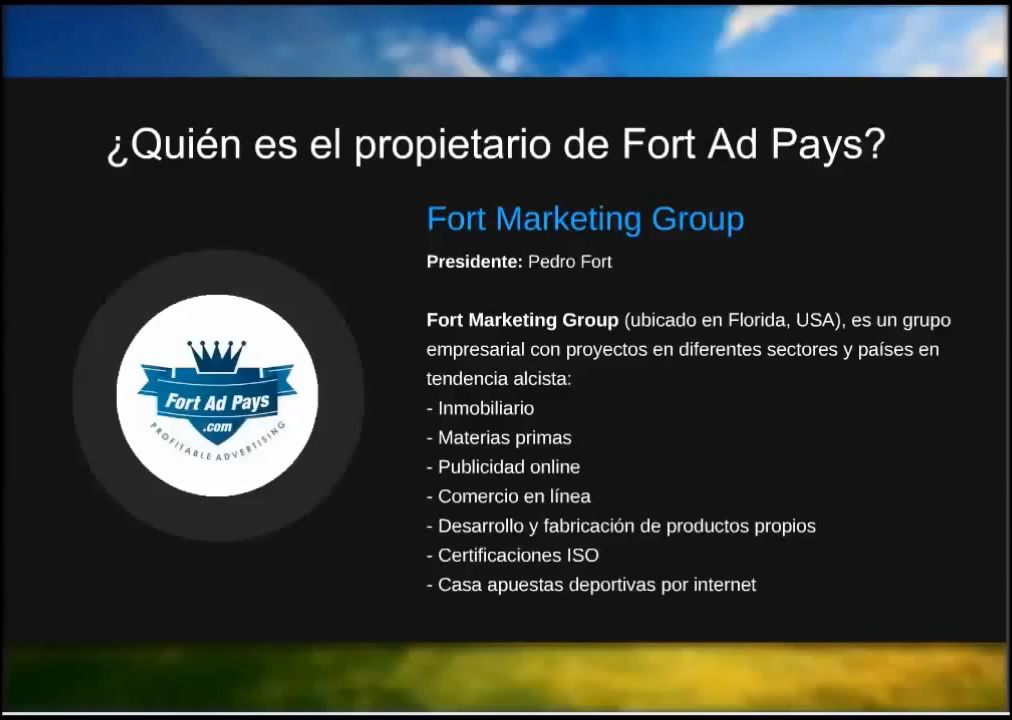 ¿Quién es el propietario de Fort Ad Pays?
Fort Marketing Group
Presidente: Pedro Fort
Fort Marketing Group (ubicado en Florida, USA), es un grupo
empresarial con proyectos en diferentes sectores y países en
tendencia alcista:
- Inmobiliario
- Materias primas
- Publicidad online
- Comercio en línea
- Desarrollo y fabricación de productos propios
- Certificaciones ISO
- Casa apuestas deportivas por internet
Fort Ad Pays
.com
PROFITABLE ADVERTISING